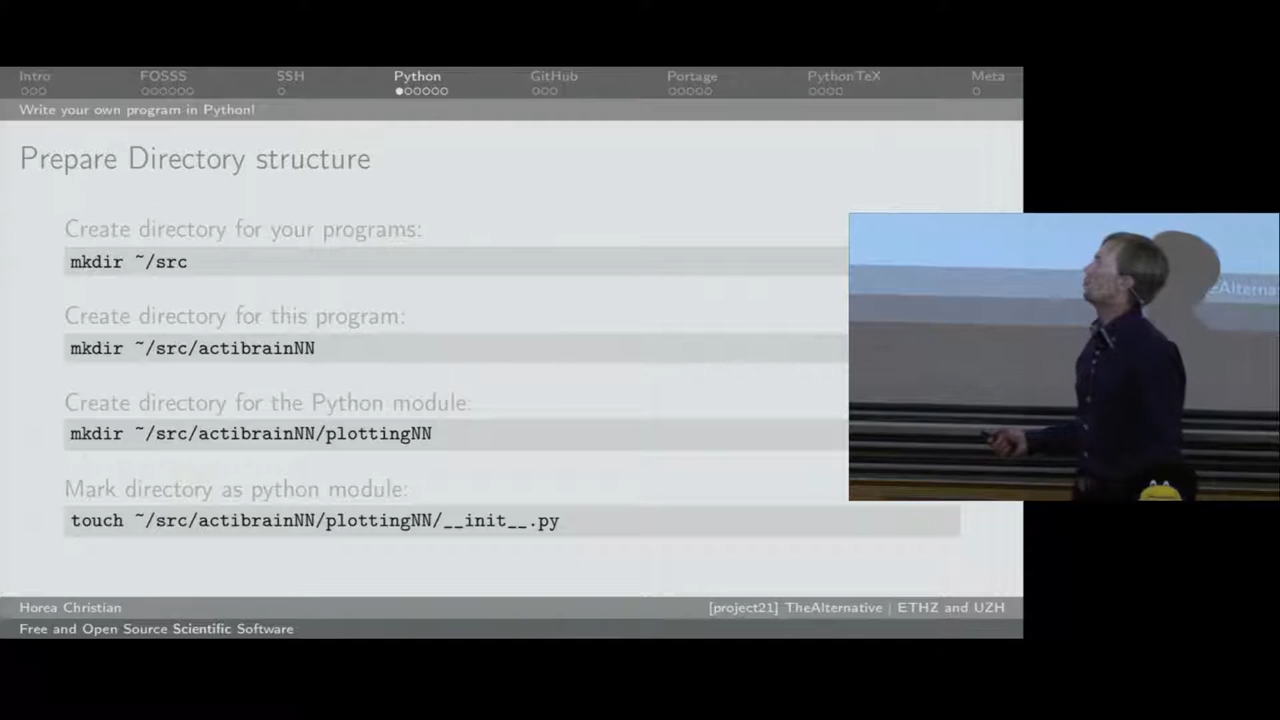 Intro FOSSS SSH Python GitHub Portage PythonTeX Meta
Write your own program in Python!
Prepare Directory structure
Create directory for your programs:
mkdir ~/src
Create directory for this program:
mkdir ~/src/actibrainNN
Create directory for the Python module:
mkdir ~/src/actibrainNN/plottingNN
Mark directory as python module:
touch ~/src/actibrainNN/plottingNN/__init__.py
Horea Christian [project21] TheAlternative | ETHZ and UZH
Free and Open Source Scientific Software